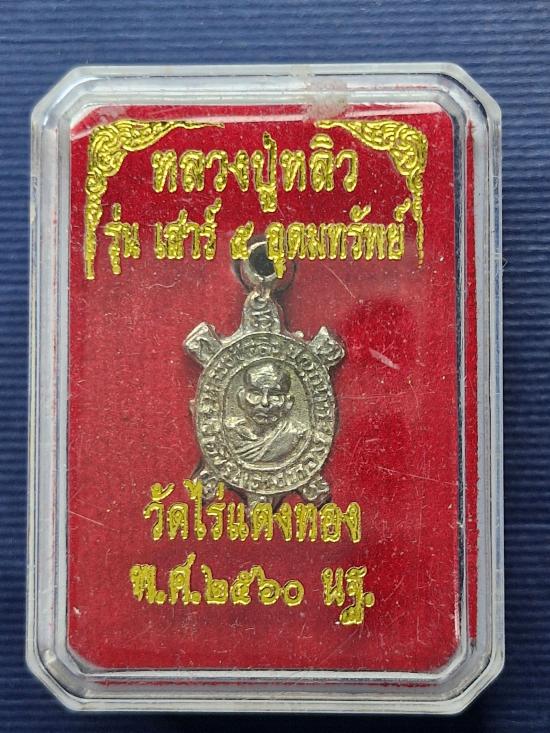 หลวงปู่หลิว
รุ่น เสาร์ ๕ อุดมทรัพย์
วัดไร่แตงทอง
พ.ศ.๒๕๖๐ นฐ.